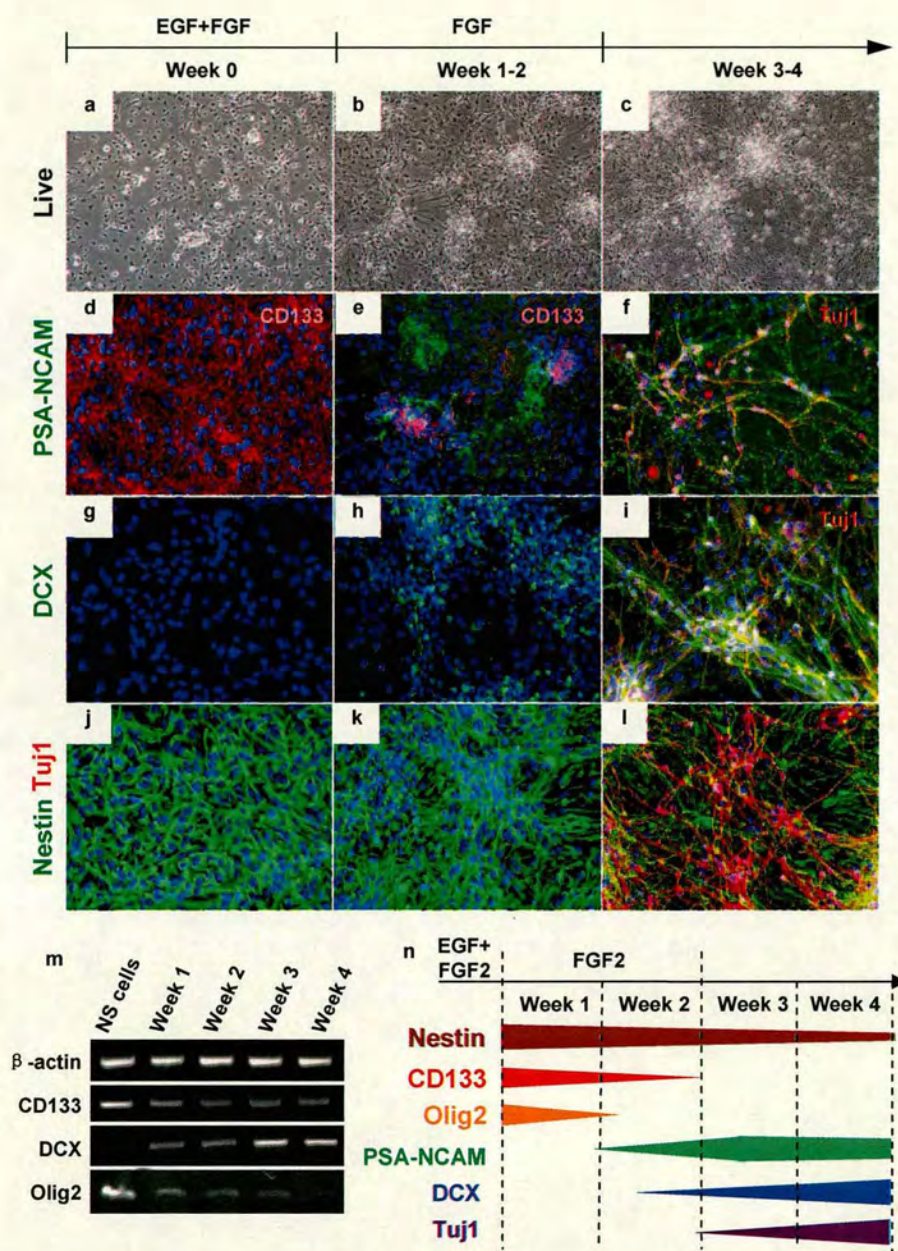 EGF+FGF FGF
Week 0 Week 1-2 Week 3-4
a b c
Live
d CD133 e CD133 f Tuj1
PSA-NCAM
g h i Tuj1
DCX
j k l
Nestin Tuj1
m
NS cells Week 1 Week 2 Week 3 Week 4
β-actin
CD133
DCX
Olig2
n EGF+
FGF2 FGF2
Week 1 Week 2 Week 3 Week 4
Nestin
CD133
Olig2
PSA-NCAM
DCX
Tuj1